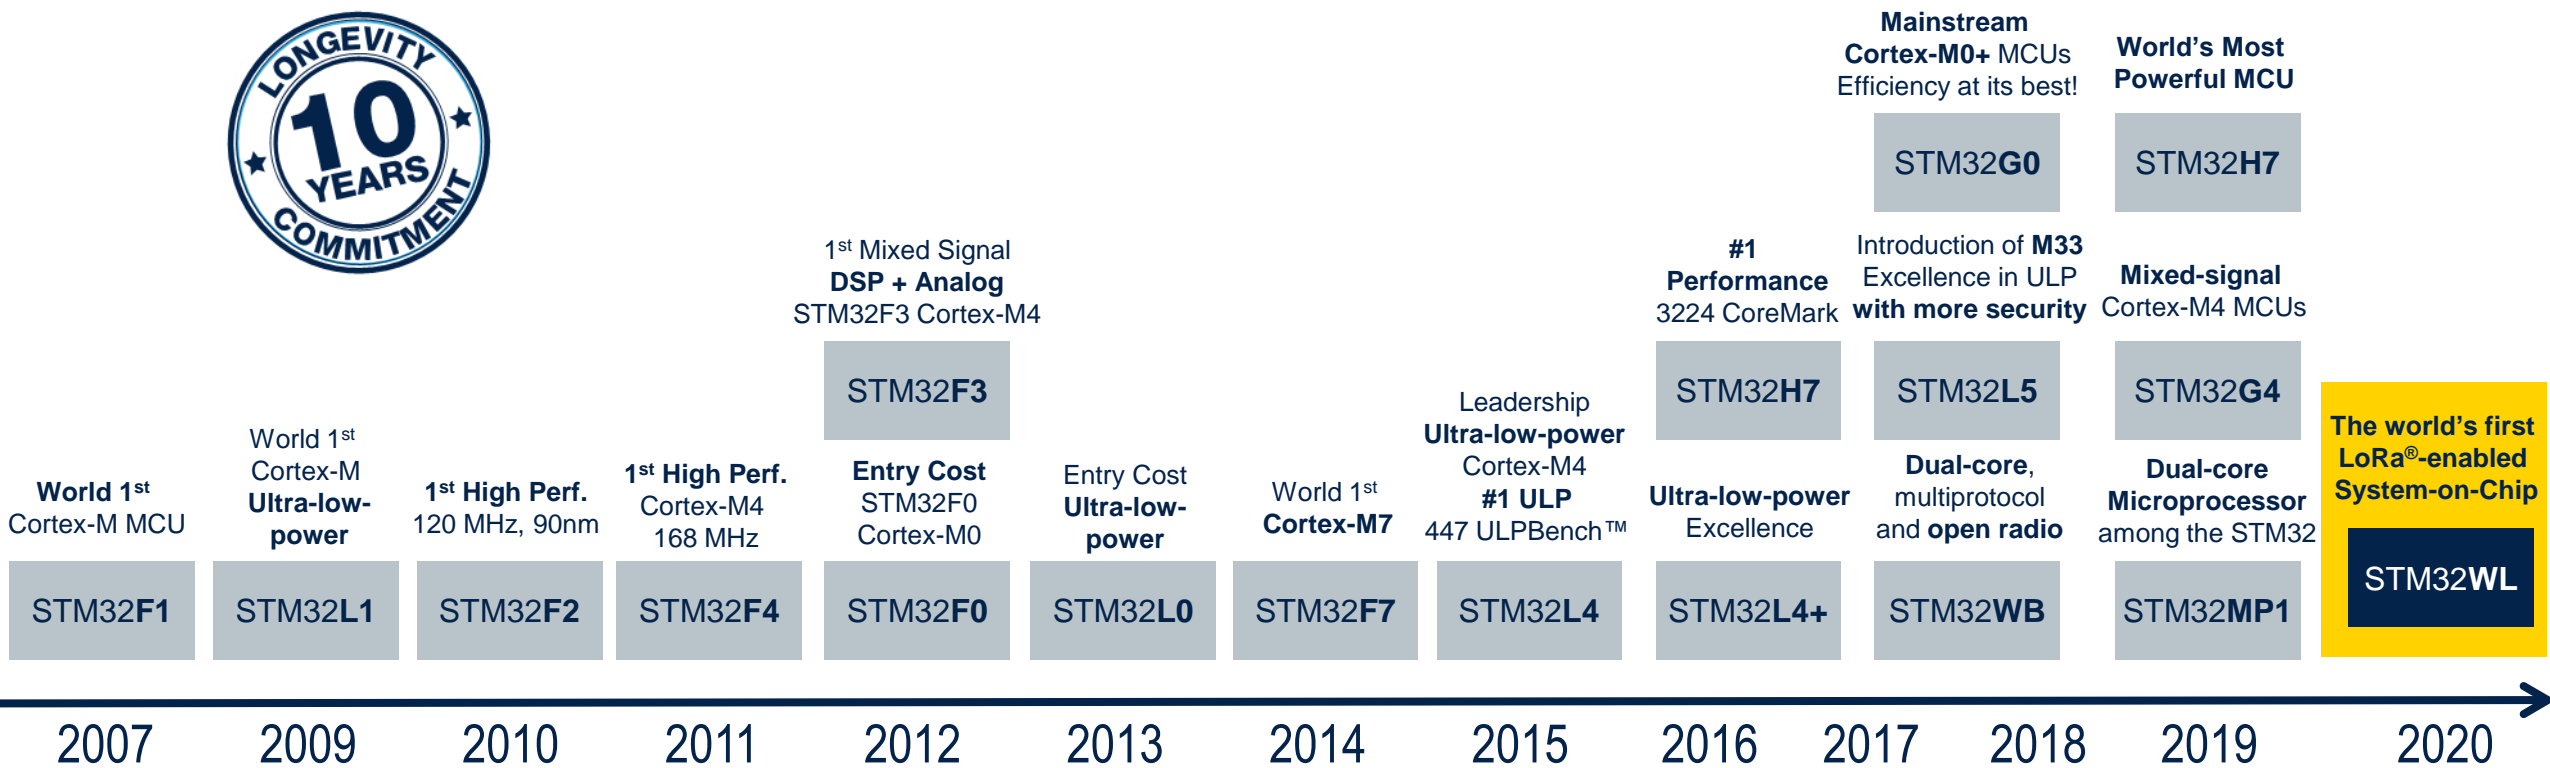 LONGEVITY
10
YEARS
COMMITMENT
World 1st
Cortex-M MCU
STM32F1
World 1st
Cortex-M
Ultra-low-
power
STM32L1
1st High Perf.
120 MHz, 90nm
STM32F2
1st High Perf.
Cortex-M4
168 MHz
STM32F4
1st Mixed Signal
DSP + Analog
STM32F3 Cortex-M4
STM32F3
Entry Cost
STM32F0
Cortex-M0
STM32F0
Entry Cost
Ultra-low-
power
STM32L0
World 1st
Cortex-M7
STM32F7
Leadership
Ultra-low-power
Cortex-M4
#1 ULP
447 ULPBench™
STM32L4
#1
Performance
3224 CoreMark
STM32H7
Ultra-low-power
Excellence
STM32L4+
Mainstream
Cortex-M0+ MCUs
Efficiency at its best!
STM32G0
Introduction of M33
Excellence in ULP
with more security
STM32L5
Dual-core,
multiprotocol
and open radio
STM32WB
World's Most
Powerful MCU
STM32H7
Mixed-signal
Cortex-M4 MCUs
STM32G4
Dual-core
Microprocessor
among the STM32
STM32MP1
The world's first
LoRa®-enabled
System-on-Chip
STM32WL
2007 2009 2010 2011 2012 2013 2014 2015 2016 2017 2018 2019 2020